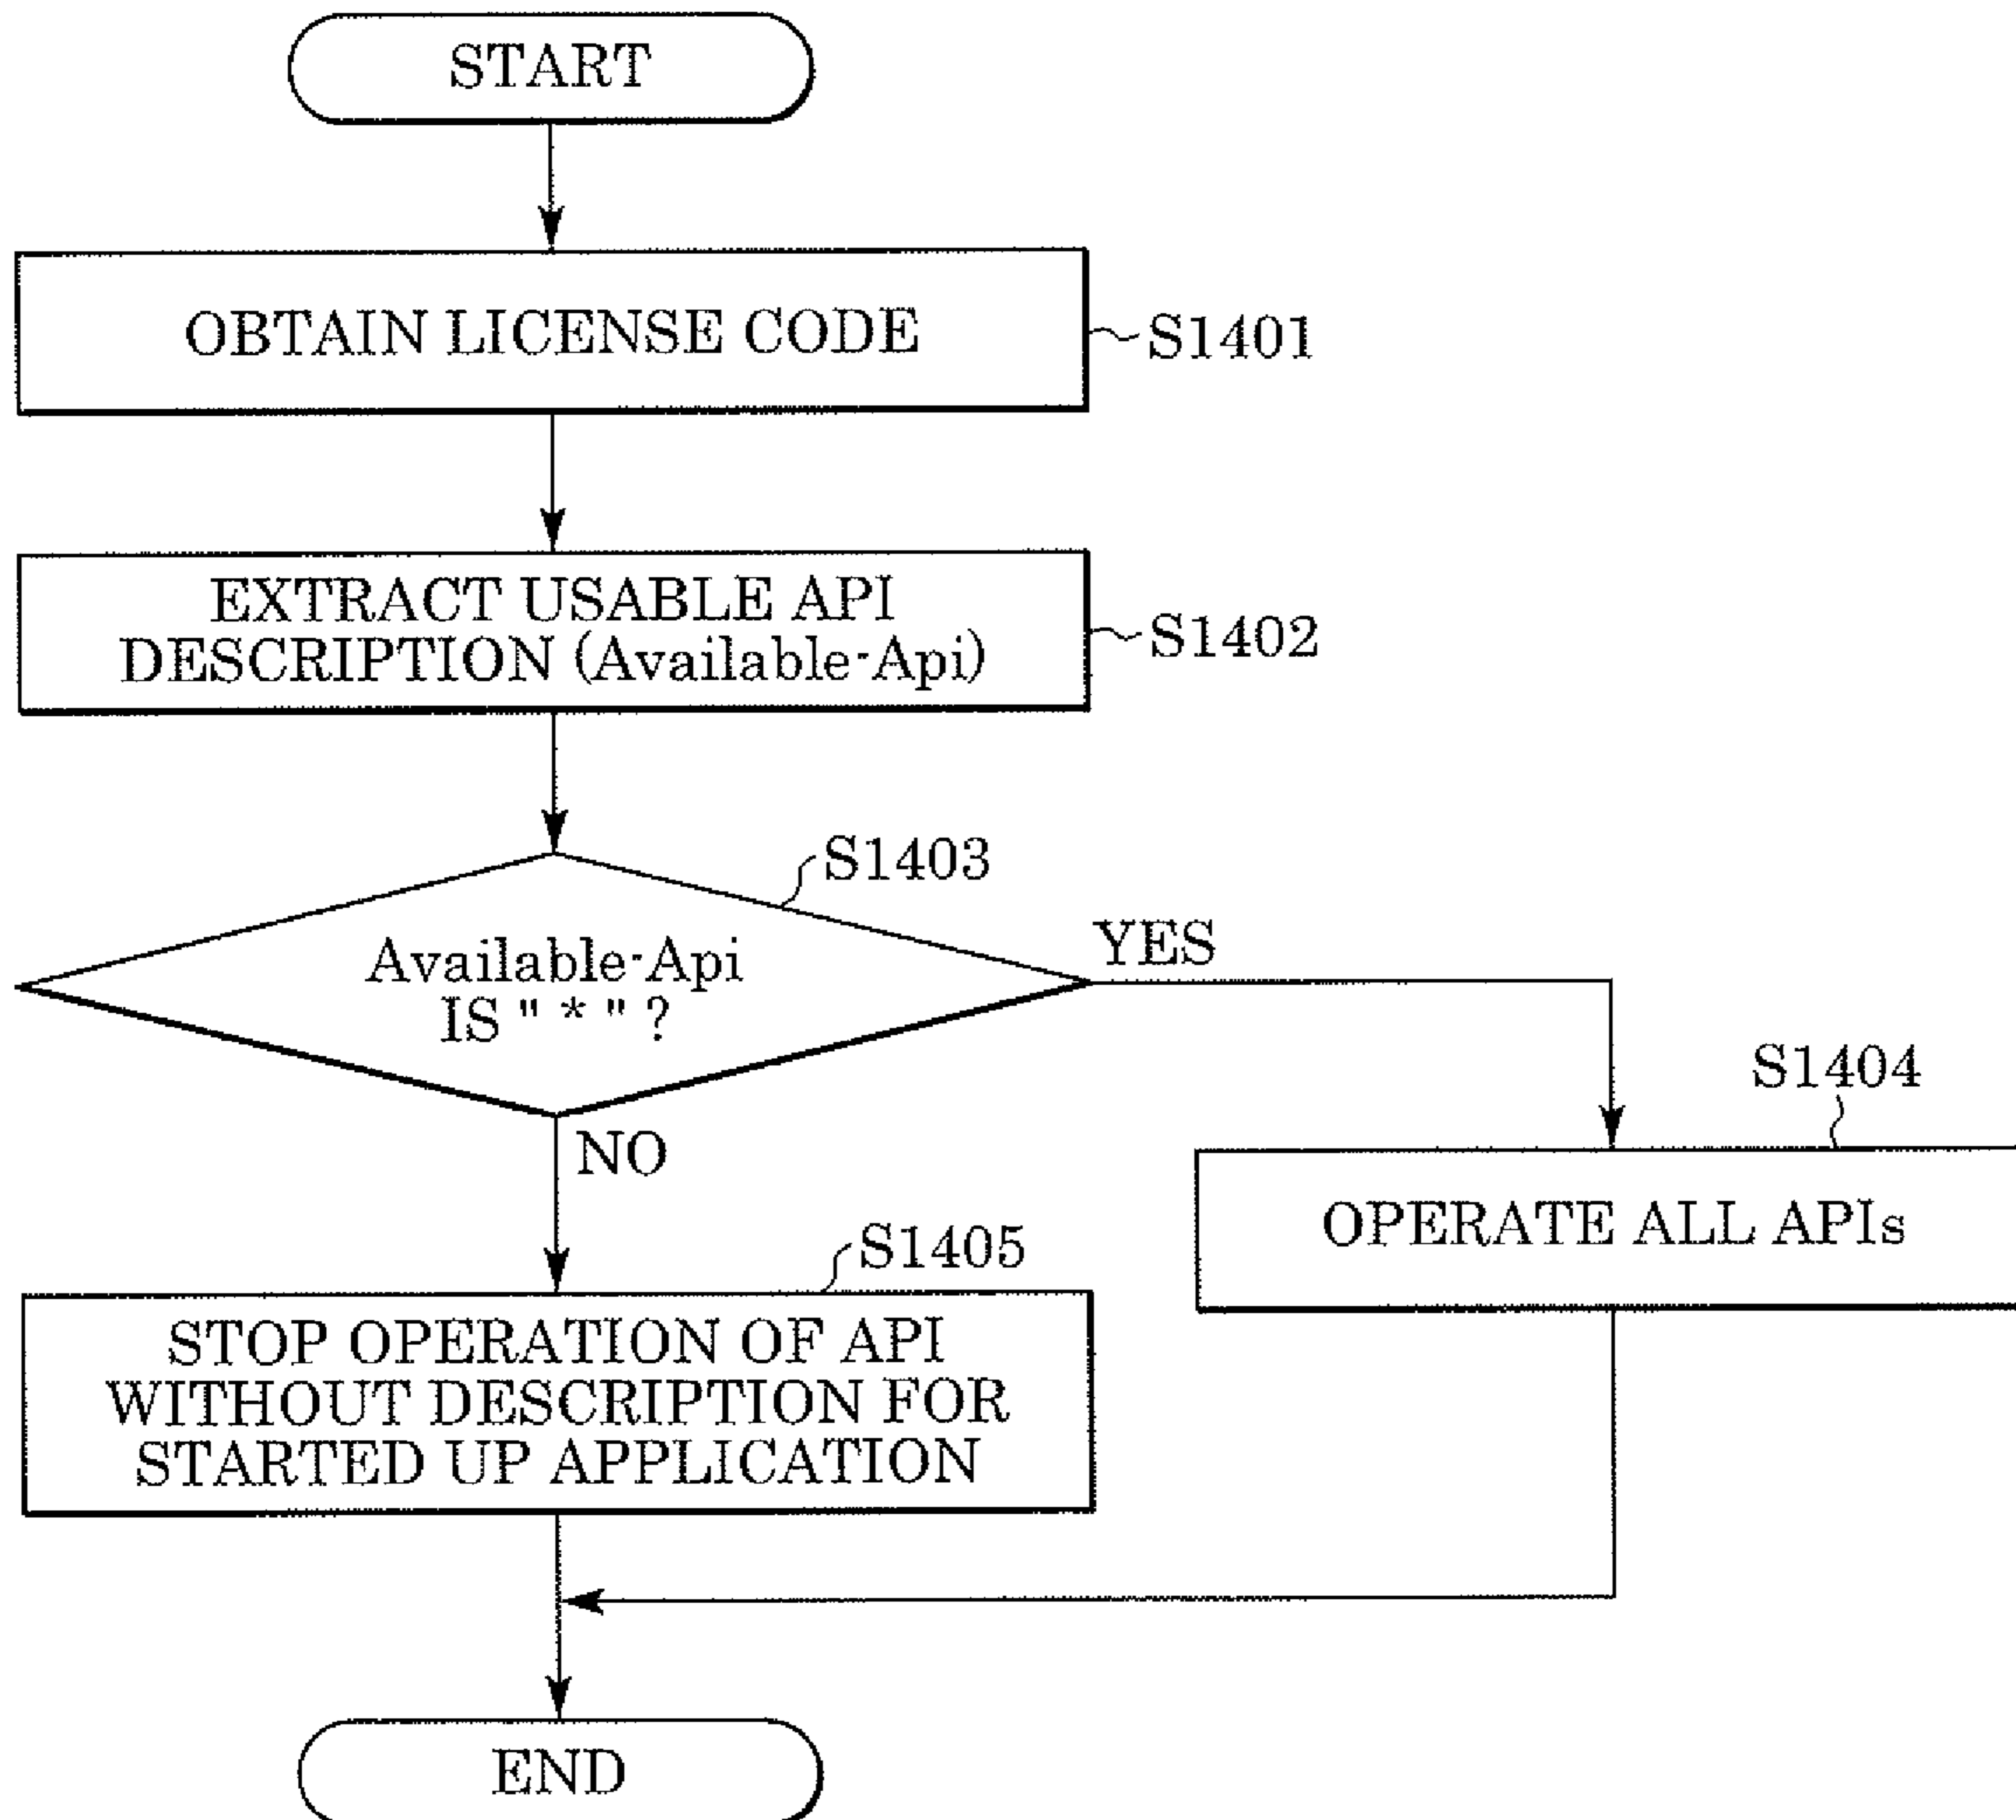 START
OBTAIN LICENSE CODE
S1401
EXTRACT USABLE API
DESCRIPTION (Available-Api)
S1402
S1403
Available-Api
IS " * " ?
YES
NO
S1404
OPERATE ALL APIs
S1405
STOP OPERATION OF API
WITHOUT DESCRIPTION FOR
STARTED UP APPLICATION
END